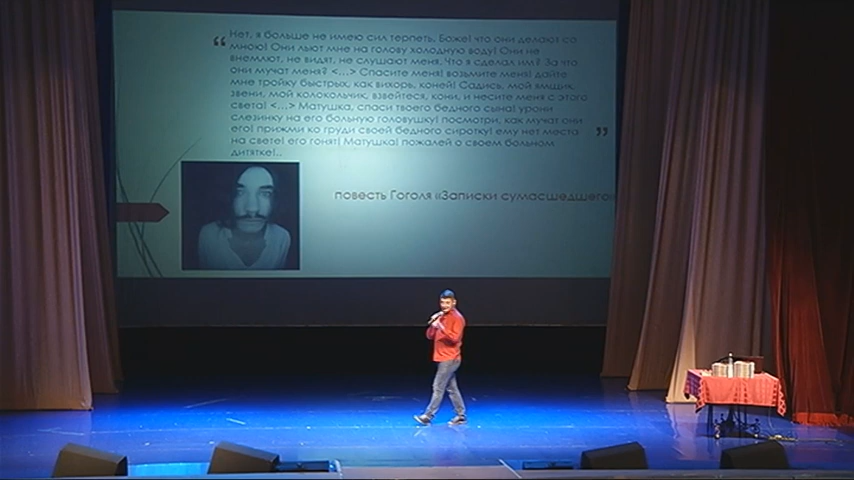 “ Нет, я больше не имею сил терпеть. Боже! что они делают со
мною! Они льют мне на голову холодную воду! Они не
внемлют, не видят, не слушают меня. Что я сделал им? За что
они мучат меня? <...> Спасите меня! возьмите меня! дайте
мне тройку быстрых, как вихорь, коней! Садись, мой ямщик,
звени, мой колокольчик, взвейтеся, кони, и несите меня с этого
света! <...> Матушка, спаси твоего бедного сына! урони
слезинку на его больную головушку! посмотри, как мучат они
его! прижми ко груди своей бедного сиротку! ему нет места
на свете! его гонят! Матушка! пожалей о своем больном
дитятке!.. ”
повесть Гоголя «Записки сумасшедшего»